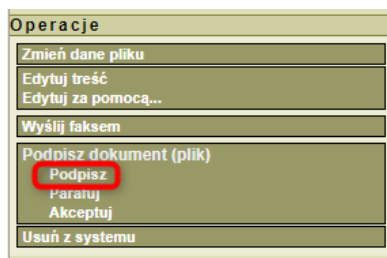 Operacje
Zmień dane pliku
Edytuj treść
Edytuj za pomocą...
Wyślij faksem
Podpisz dokument (plik)
Podpisz
Parafuj
Akceptuj
Usuń z systemu